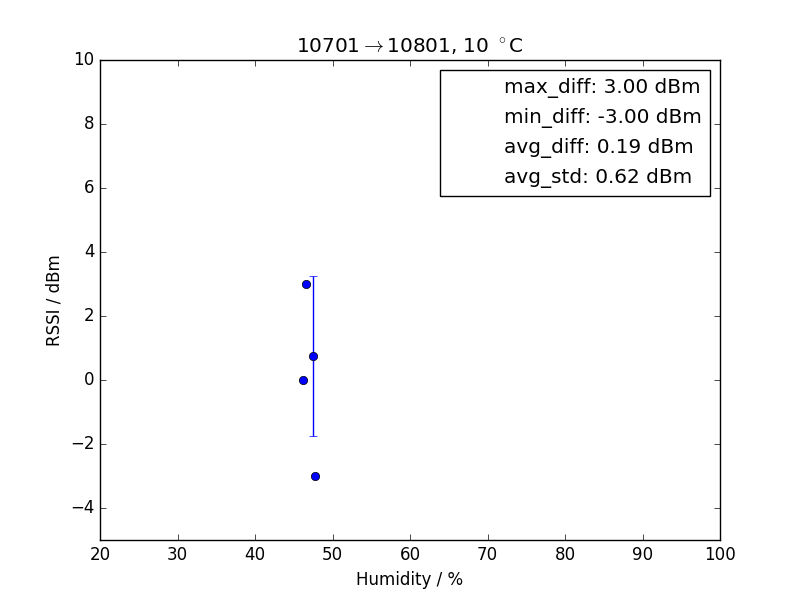 10701→10801, 10 °C
max_diff: 3.00 dBm
min_diff: -3.00 dBm
avg_diff: 0.19 dBm
avg_std: 0.62 dBm
RSSI / dBm
10
8
6
4
2
0
−2
−4
20 30 40 50 60 70 80 90 100
Humidity / %